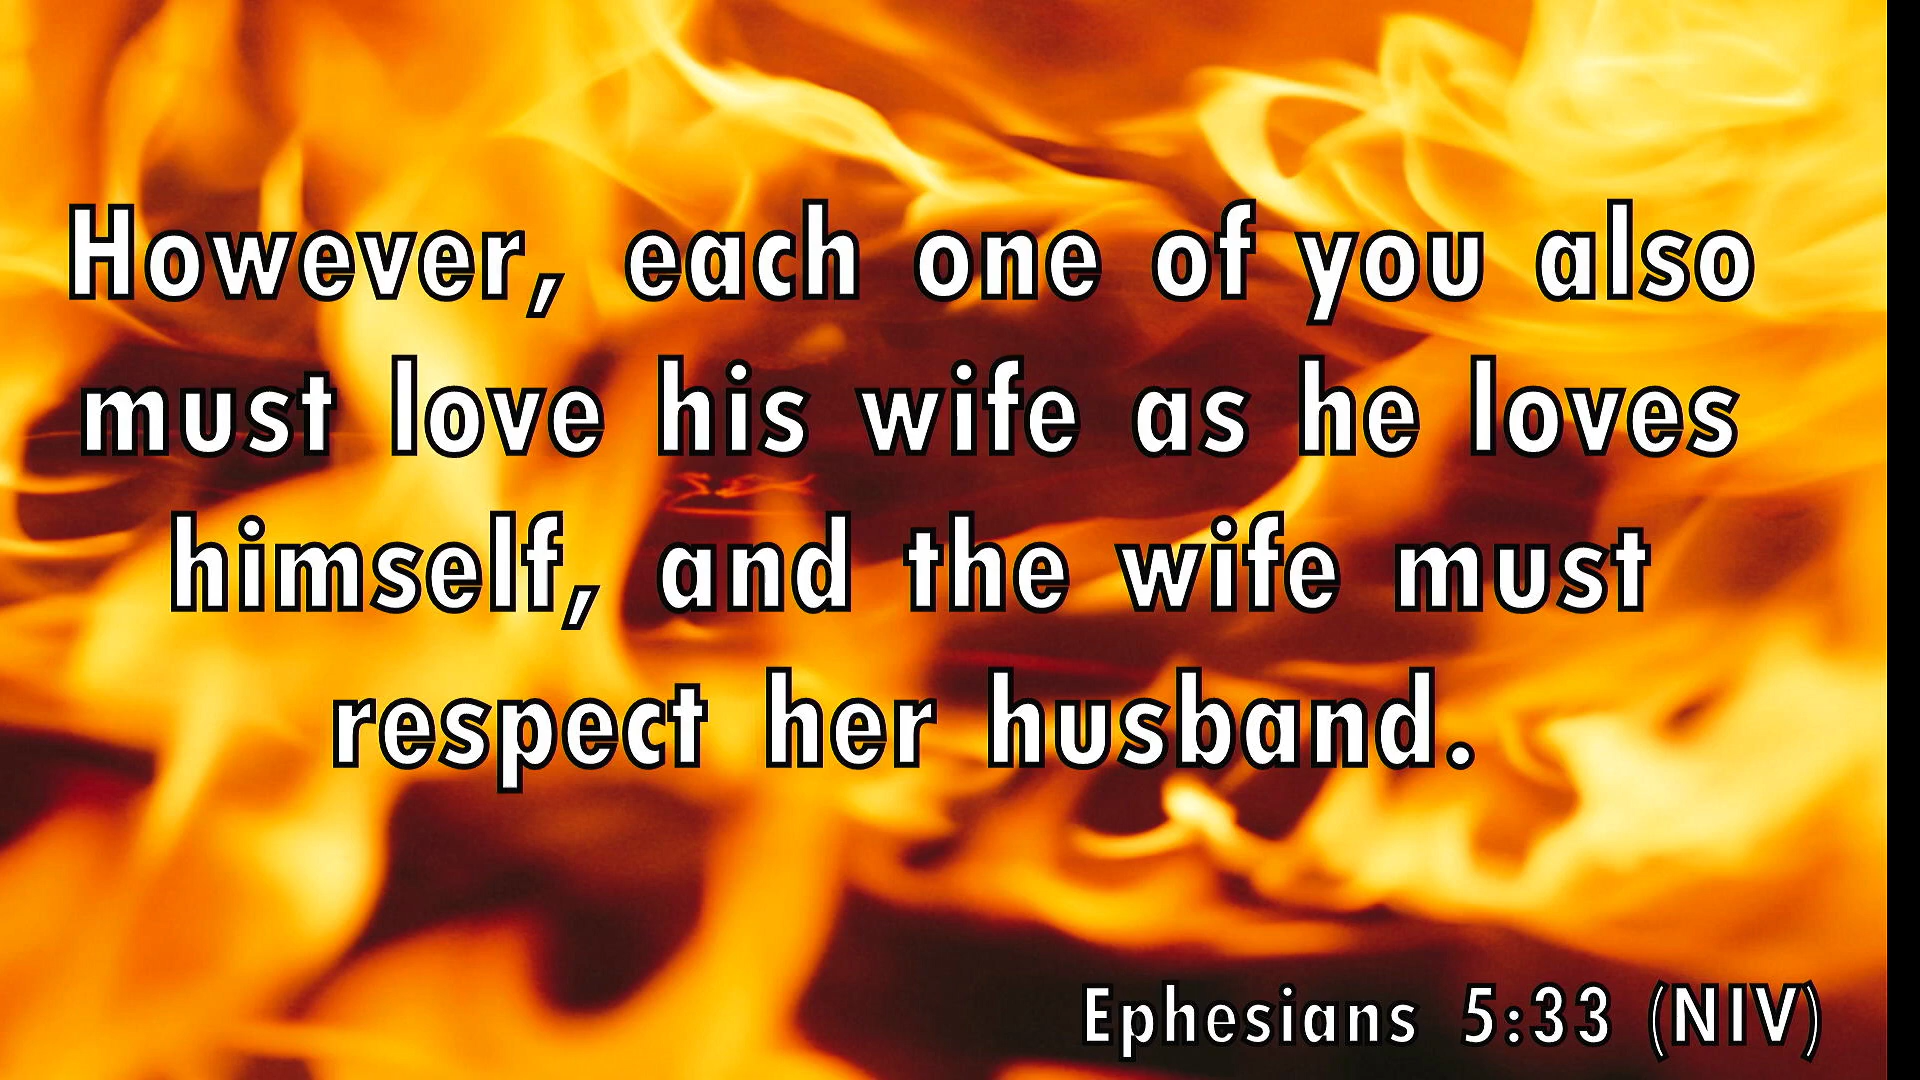 However, each one of you also
must love his wife as he loves
himself, and the wife must
respect her husband.
Ephesians 5:33 (NIV)